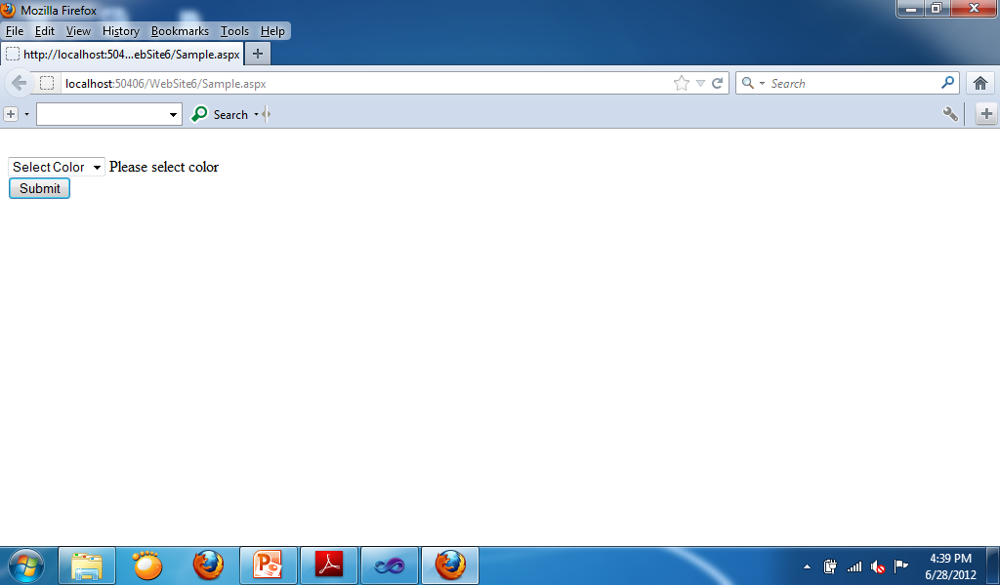 Mozilla Firefox
File Edit View History Bookmarks Tools Help
http://localhost:504...ebSite6/Sample.aspx
localhost:50406/WebSite6/Sample.aspx Search
Search
Select Color Please select color
Submit
4:39 PM
6/28/2012